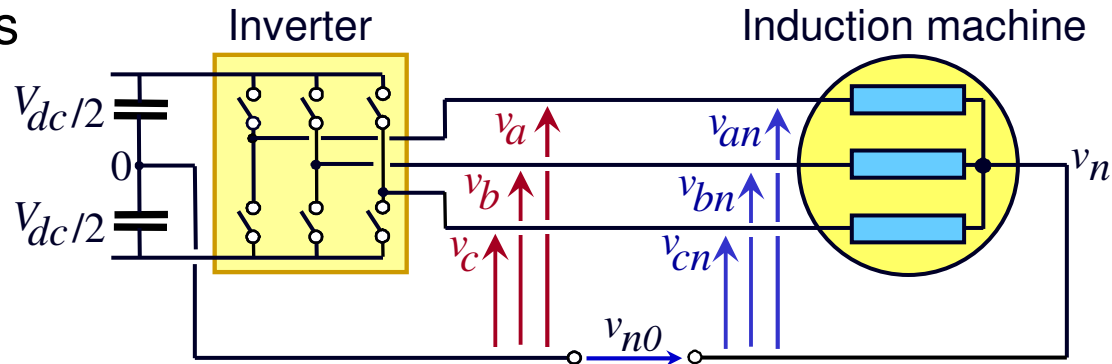 s
Inverter
Induction machine
V_dc/2
0
V_dc/2
v_a
v_b
v_c
v_an
v_bn
v_cn
v_n
v_n0